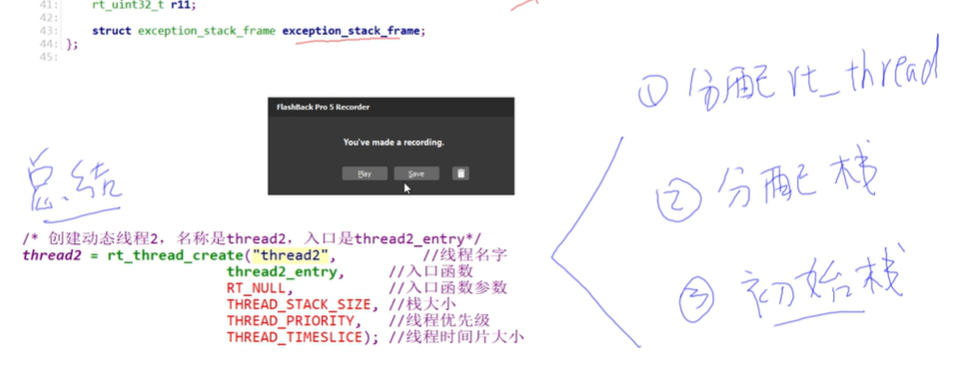 41: rt_uint32_t r11;
42:
43: struct exception_stack_frame exception_stack_frame;
44: };
45:
FlashBack Pro 5 Recorder
You've made a recording.
Play Save
总结
/* 创建动态线程2，名称是thread2，入口是thread2_entry*/
thread2 = rt_thread_create("thread2", //线程名字
thread2_entry, //入口函数
RT_NULL, //入口函数参数
THREAD_STACK_SIZE, //栈大小
THREAD_PRIORITY, //线程优先级
THREAD_TIMESLICE); //线程时间片大小
① 分配 rt_thread
② 分配 栈
③ 初始栈